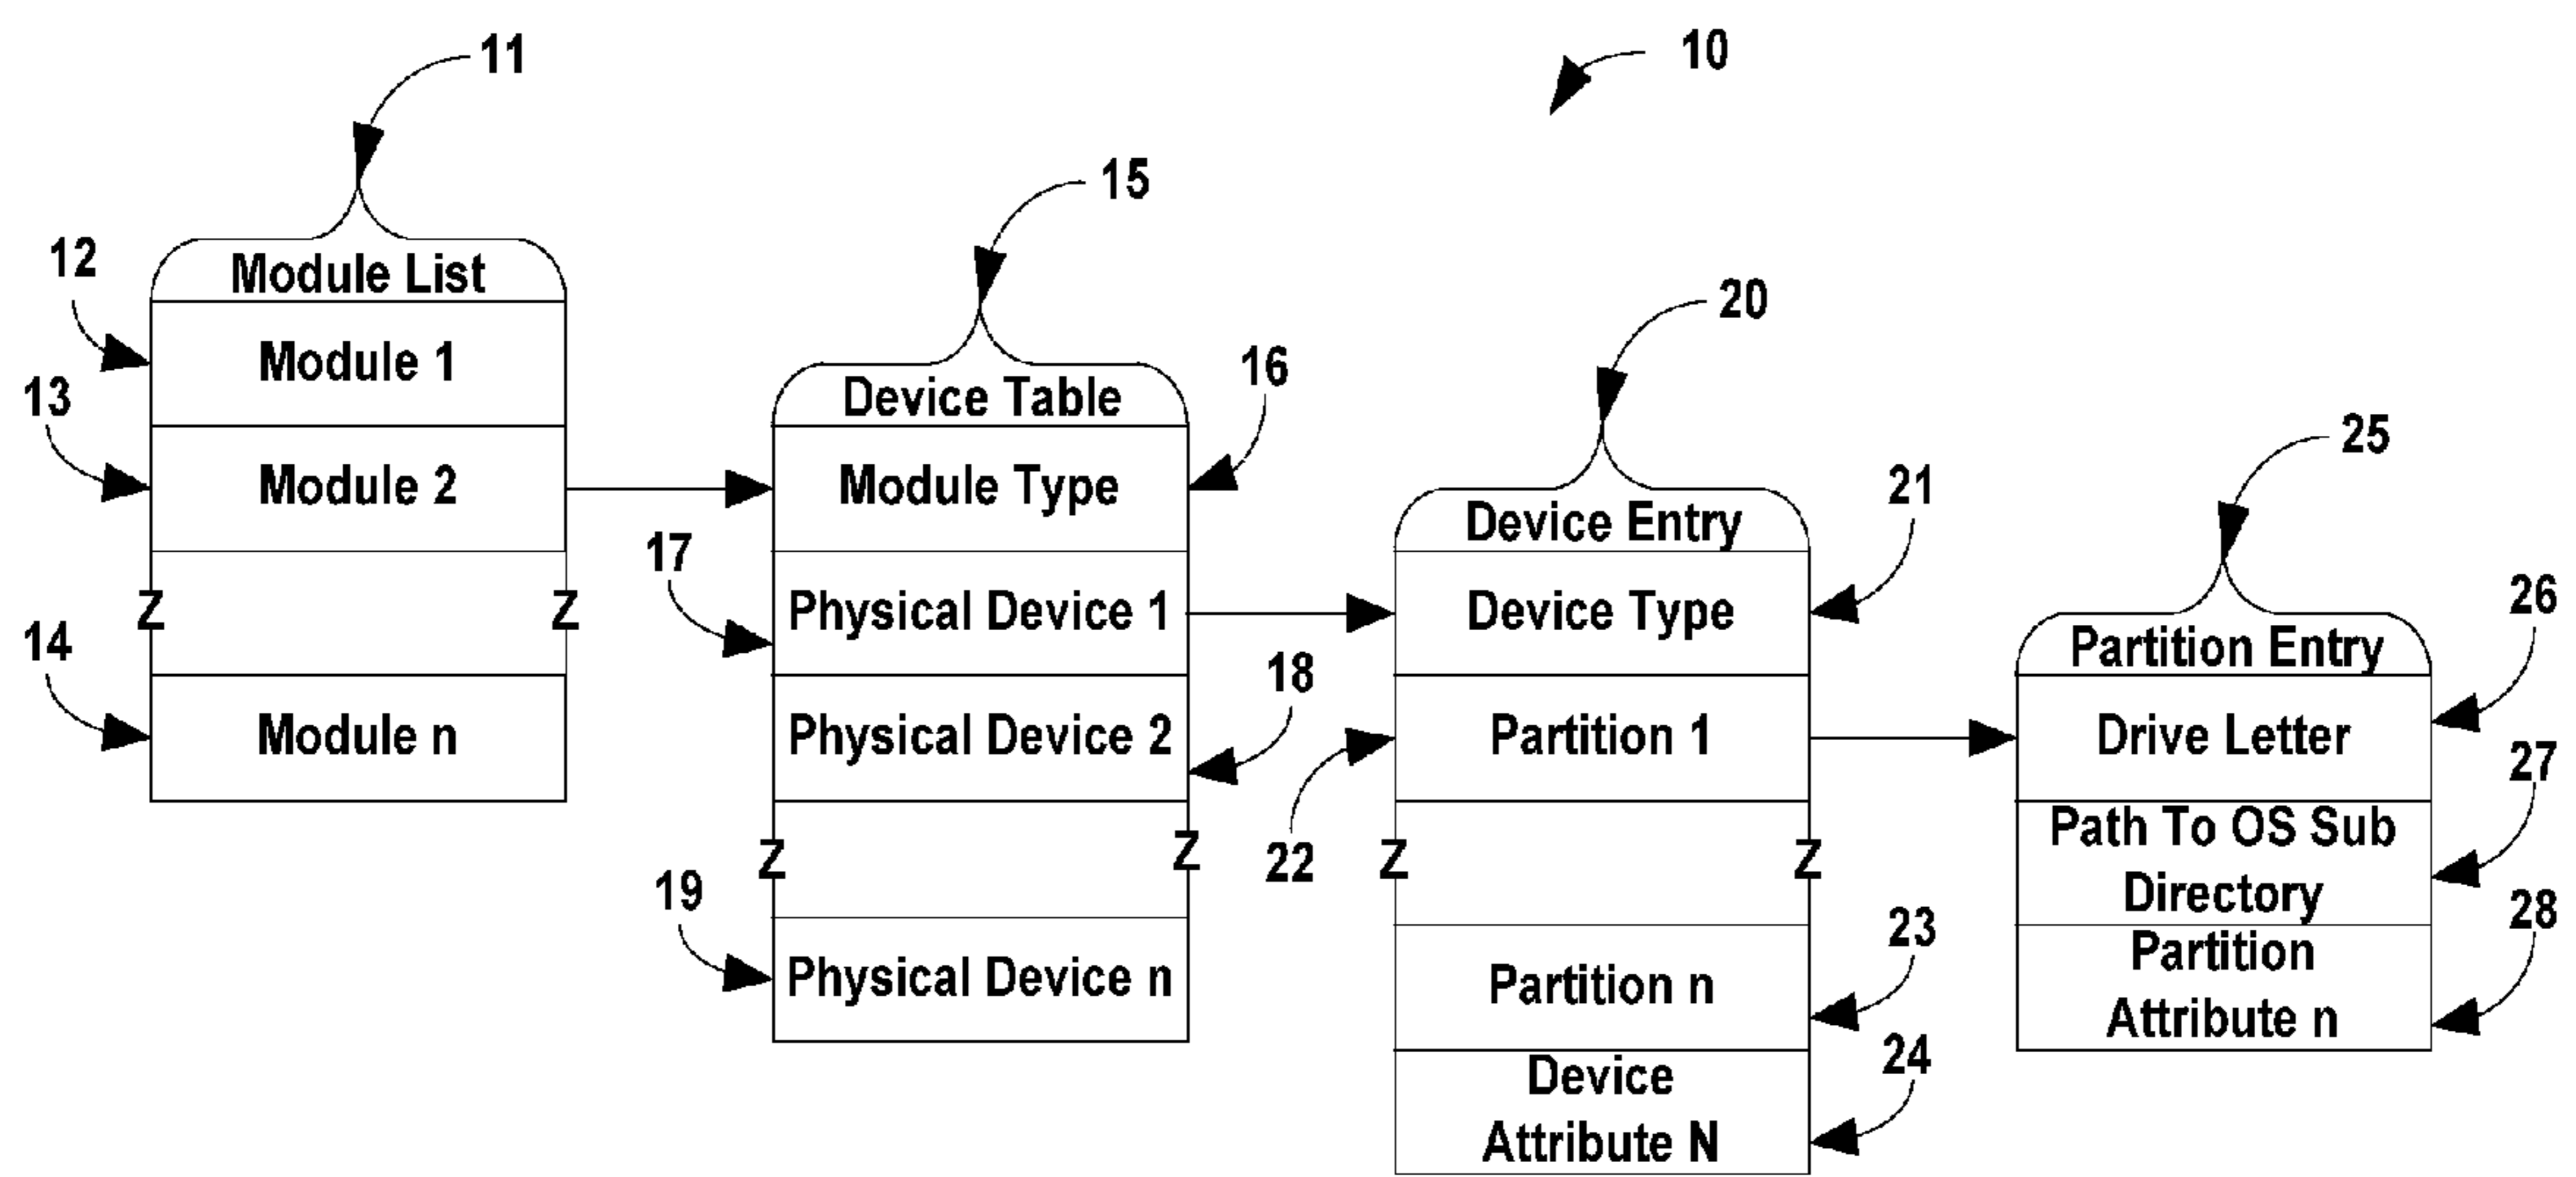 10
11
12
13
14
Module List
Module 1
Module 2
Z Z
Module n
15
16
17
18
19
Device Table
Module Type
Physical Device 1
Physical Device 2
Z Z
Physical Device n
20
21
22
23
24
Device Entry
Device Type
Partition 1
Z Z
Partition n
Device
Attribute N
25
26
27
28
Partition Entry
Drive Letter
Path To OS Sub
Directory
Partition
Attribute n